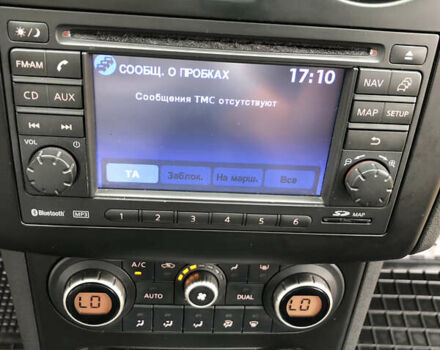 FM•AM
CD AUX
VOL
Bluetooth MP3
СООБЩ. О ПРОБКАХ 17:10
Сообщения TMC отсутствуют
TA Заблок. На марш. Все
1 2 3 4 5 6
NAV
MAP SETUP
SD MAP
A/C
AUTO DUAL
LO LO